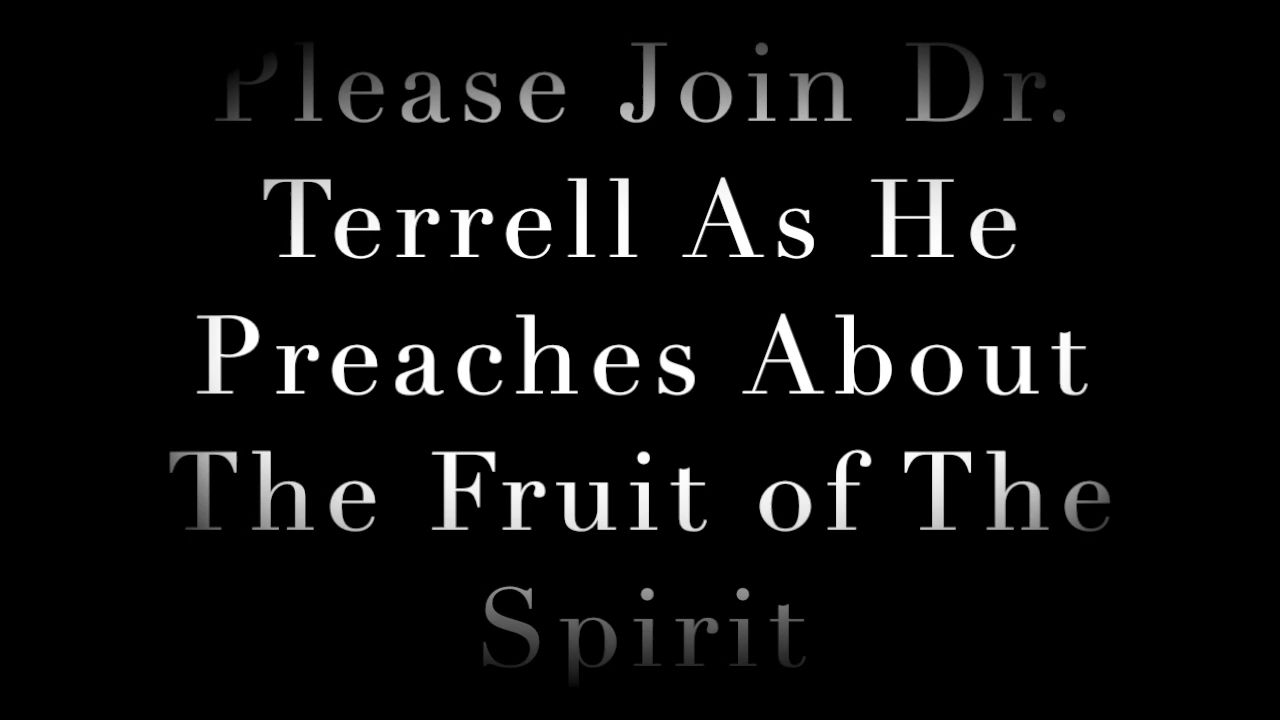 Please Join Dr.
Terrell As He
Preaches About
The Fruit of The
Spirit